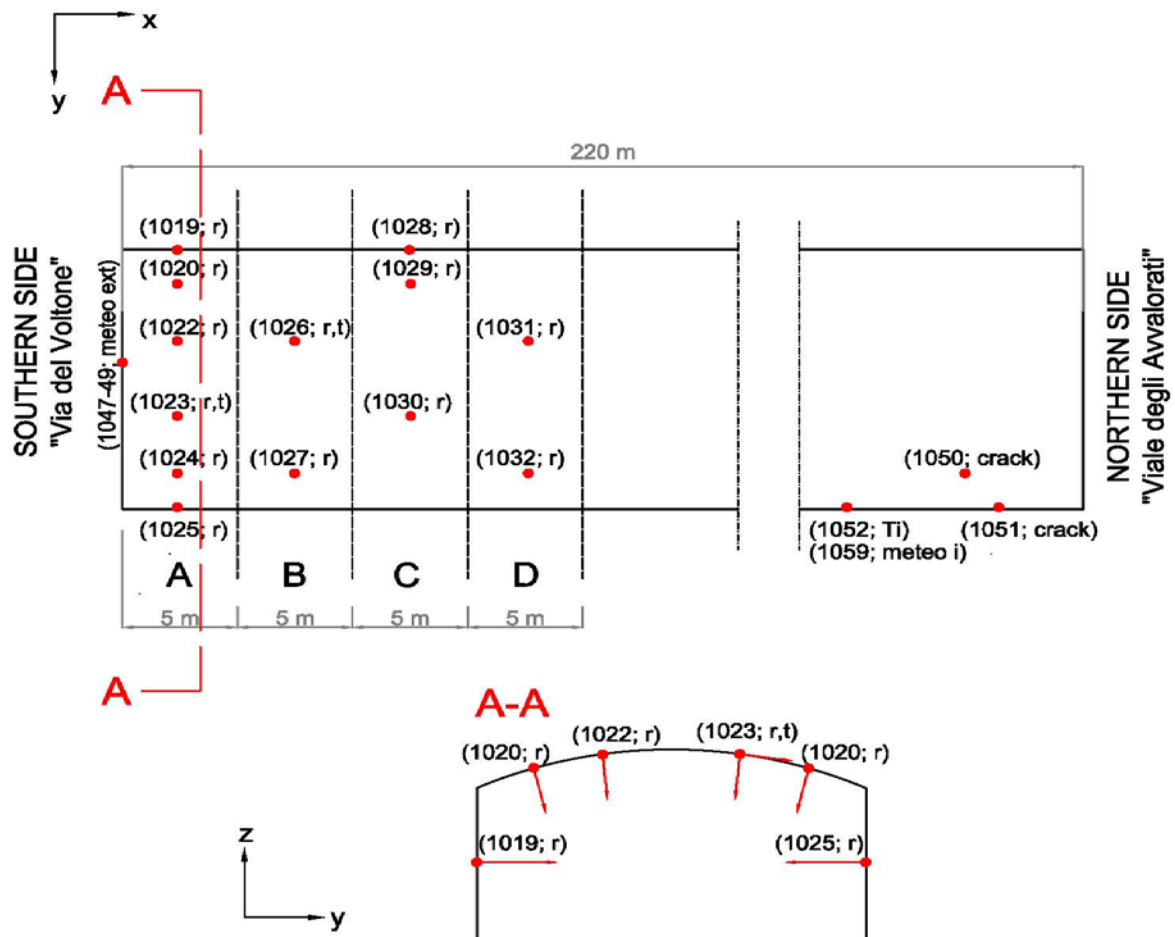 x
y
A
220 m
(1019; r)
(1028; r)
(1020; r)
(1029; r)
(1022; r)
(1026; r,t)
(1031; r)
(1023; r,t)
(1030; r)
(1024; r)
(1027; r)
(1032; r)
(1050; crack)
(1025; r)
(1052; Ti)
(1051; crack)
(1059; meteo i)
SOUTHERN SIDE
"Via del Voltone"
(1047-49; meteo ext)
NORTHERN SIDE
"Viale degli Avvalorati"
A
B
C
D
5 m
5 m
5 m
5 m
A
A-A
(1020; r)
(1022; r)
(1023; r,t)
(1020; r)
(1019; r)
(1025; r)
z
y